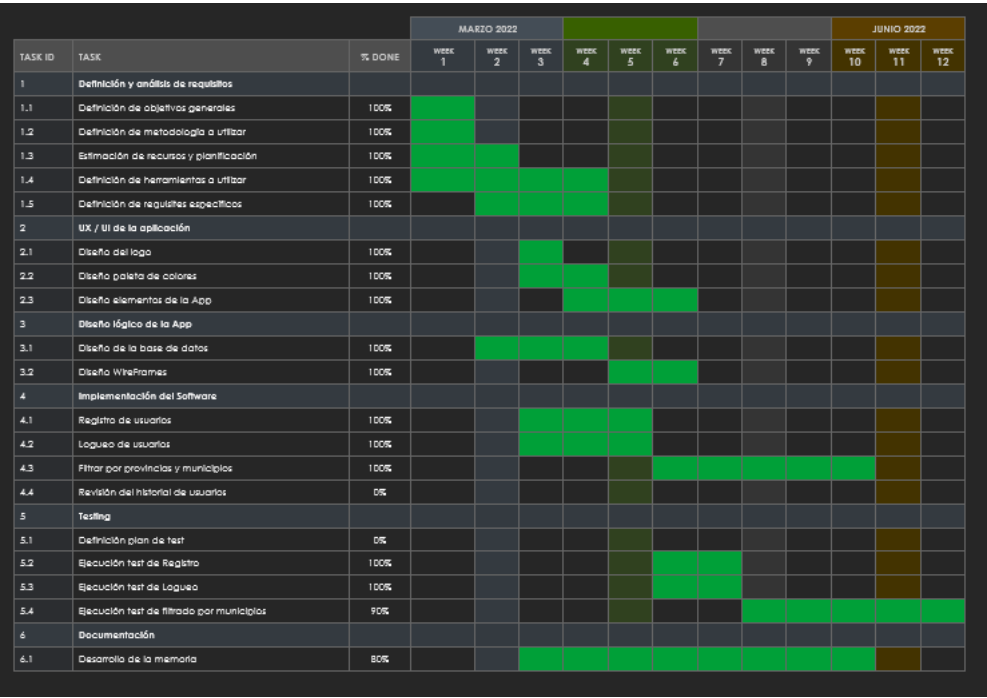 MARZO 2022 JUNIO 2022
TASK ID TASK % DONE WEEK 1 WEEK 2 WEEK 3 WEEK 4 WEEK 5 WEEK 6 WEEK 7 WEEK 8 WEEK 9 WEEK 10 WEEK 11 WEEK 12
1 Definición y análisis de requisitos
1.1 Definición de objetivos generales 100%
1.2 Definición de metodología a utilizar 100%
1.3 Estimación de recursos y planificación 100%
1.4 Definición de herramientas a utilizar 100%
1.5 Definición de requisites específicos 100%
2 UX / UI de la aplicación
2.1 Diseño del logo 100%
2.2 Diseño paleta de colores 100%
2.3 Diseño elementos de la App 100%
3 Diseño lógico de la App
3.1 Diseño de la base de datos 100%
3.2 Diseño WireFrames 100%
4 Implementación del Software
4.1 Registro de usuarios 100%
4.2 Logueo de usuarios 100%
4.3 Filtrar por provincias y municipios 100%
4.4 Revisión del historial de usuarios 0%
5 Testing
5.1 Definición plan de test 0%
5.2 Ejecución test de Registro 100%
5.3 Ejecución test de Logueo 100%
5.4 Ejecución test de filtrado por municipios 90%
6 Documentación
6.1 Desarrollo de la memoria 80%